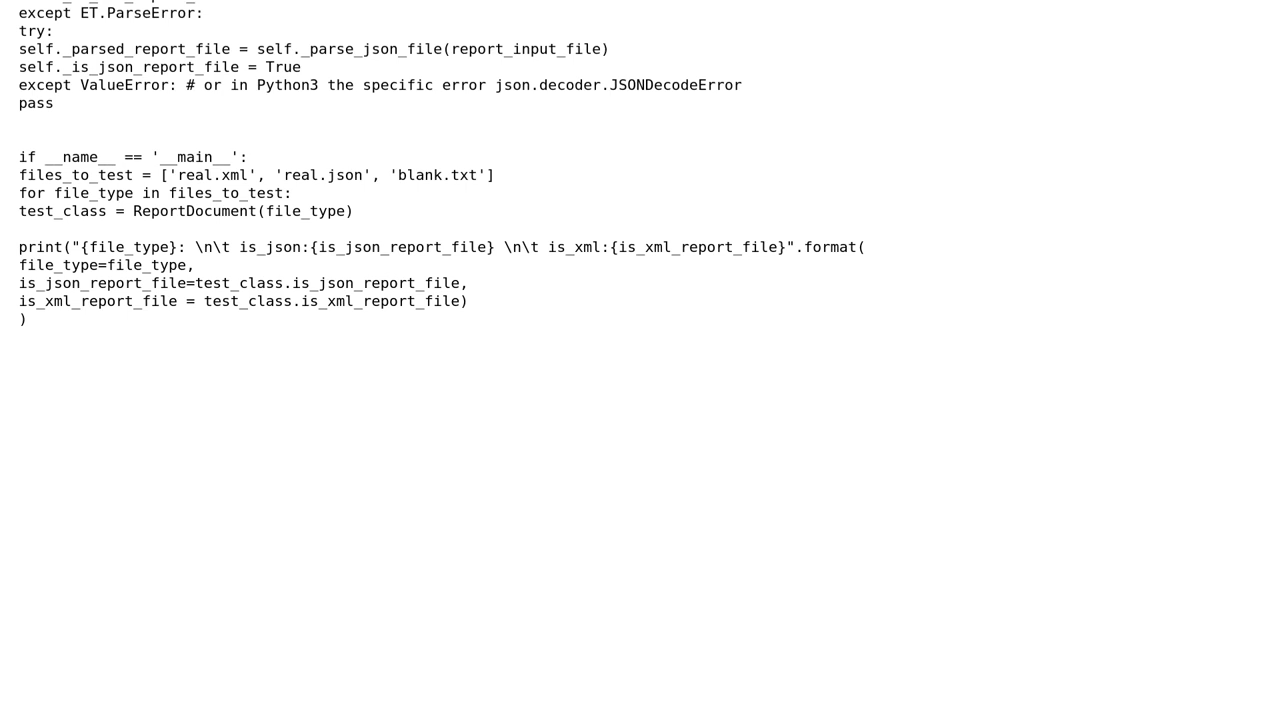 except ET.ParseError:
try:
self._parsed_report_file = self._parse_json_file(report_input_file)
self._is_json_report_file = True
except ValueError: # or in Python3 the specific error json.decoder.JSONDecodeError
pass
if __name__ == '__main__':
files_to_test = ['real.xml', 'real.json', 'blank.txt']
for file_type in files_to_test:
test_class = ReportDocument(file_type)
print("{file_type}: \n\t is_json:{is_json_report_file} \n\t is_xml:{is_xml_report_file}".format(
file_type=file_type,
is_json_report_file=test_class.is_json_report_file,
is_xml_report_file = test_class.is_xml_report_file)
)